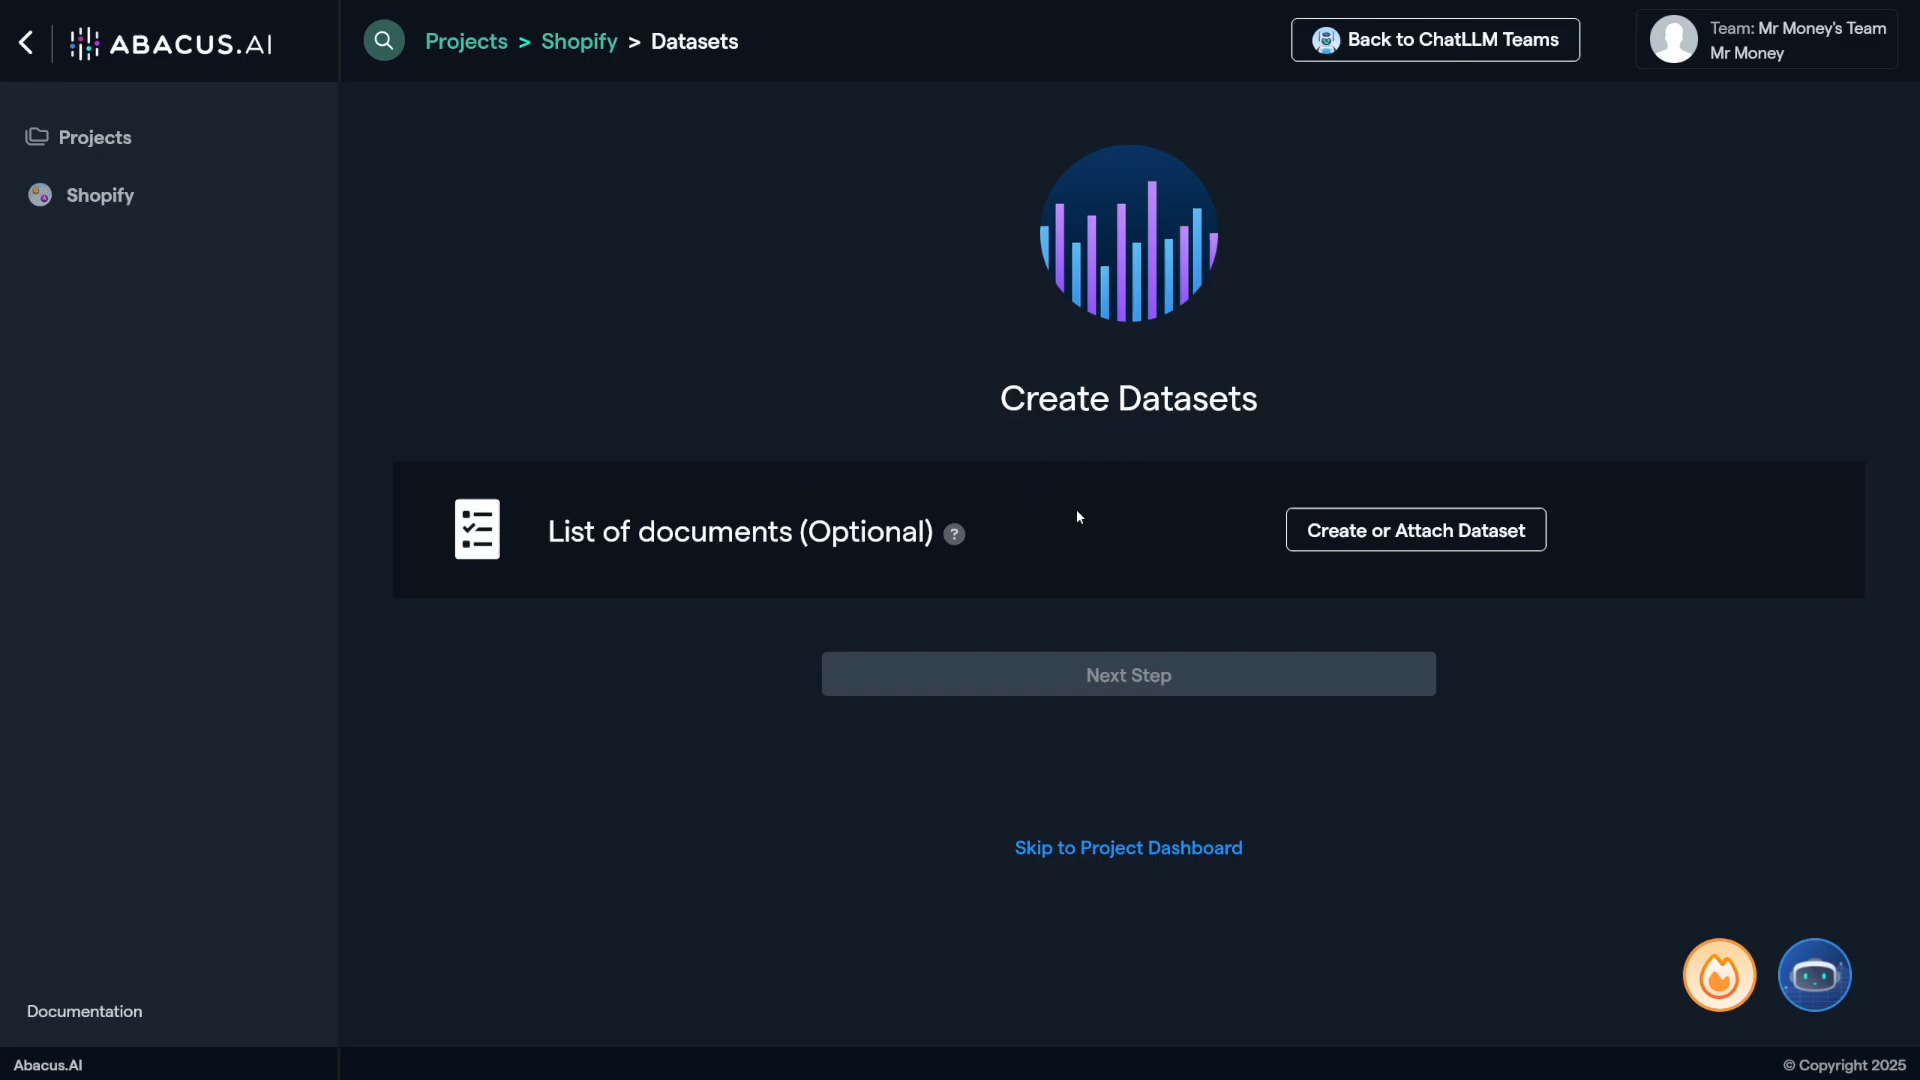 ABACUS.AI
Projects > Shopify > Datasets
Back to ChatLLM Teams
Team: Mr Money's Team
Mr Money
Projects
Shopify
Create Datasets
List of documents (Optional) ?
Create or Attach Dataset
Next Step
Skip to Project Dashboard
Documentation
Abacus.AI
© Copyright 2025